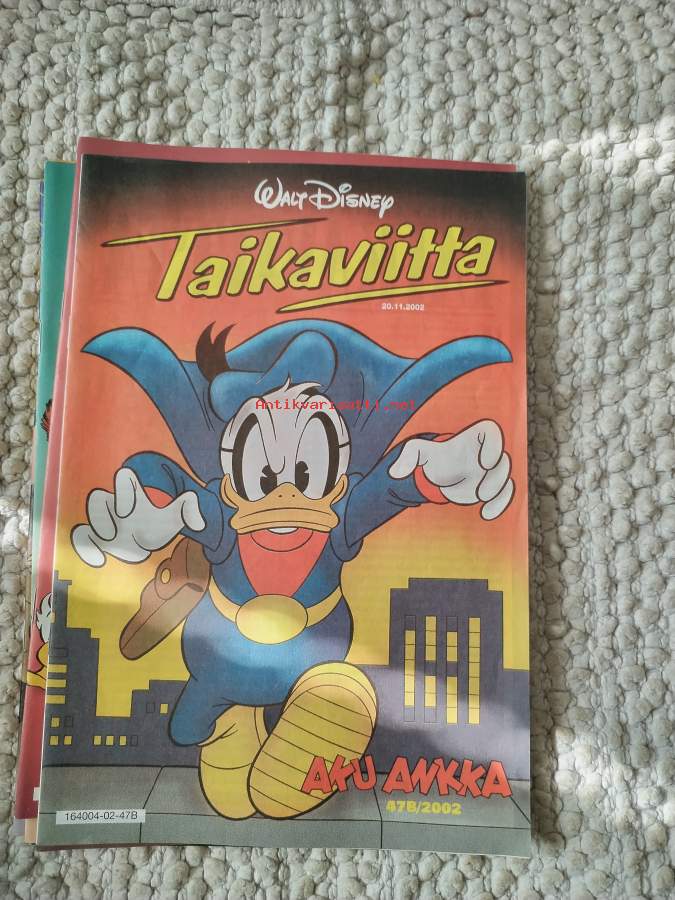 WALT DISNEY
Taikaviitta
20.11.2002
Antikvariaatti.net
AKU ANKKA
47B/2002
164004-02-47B